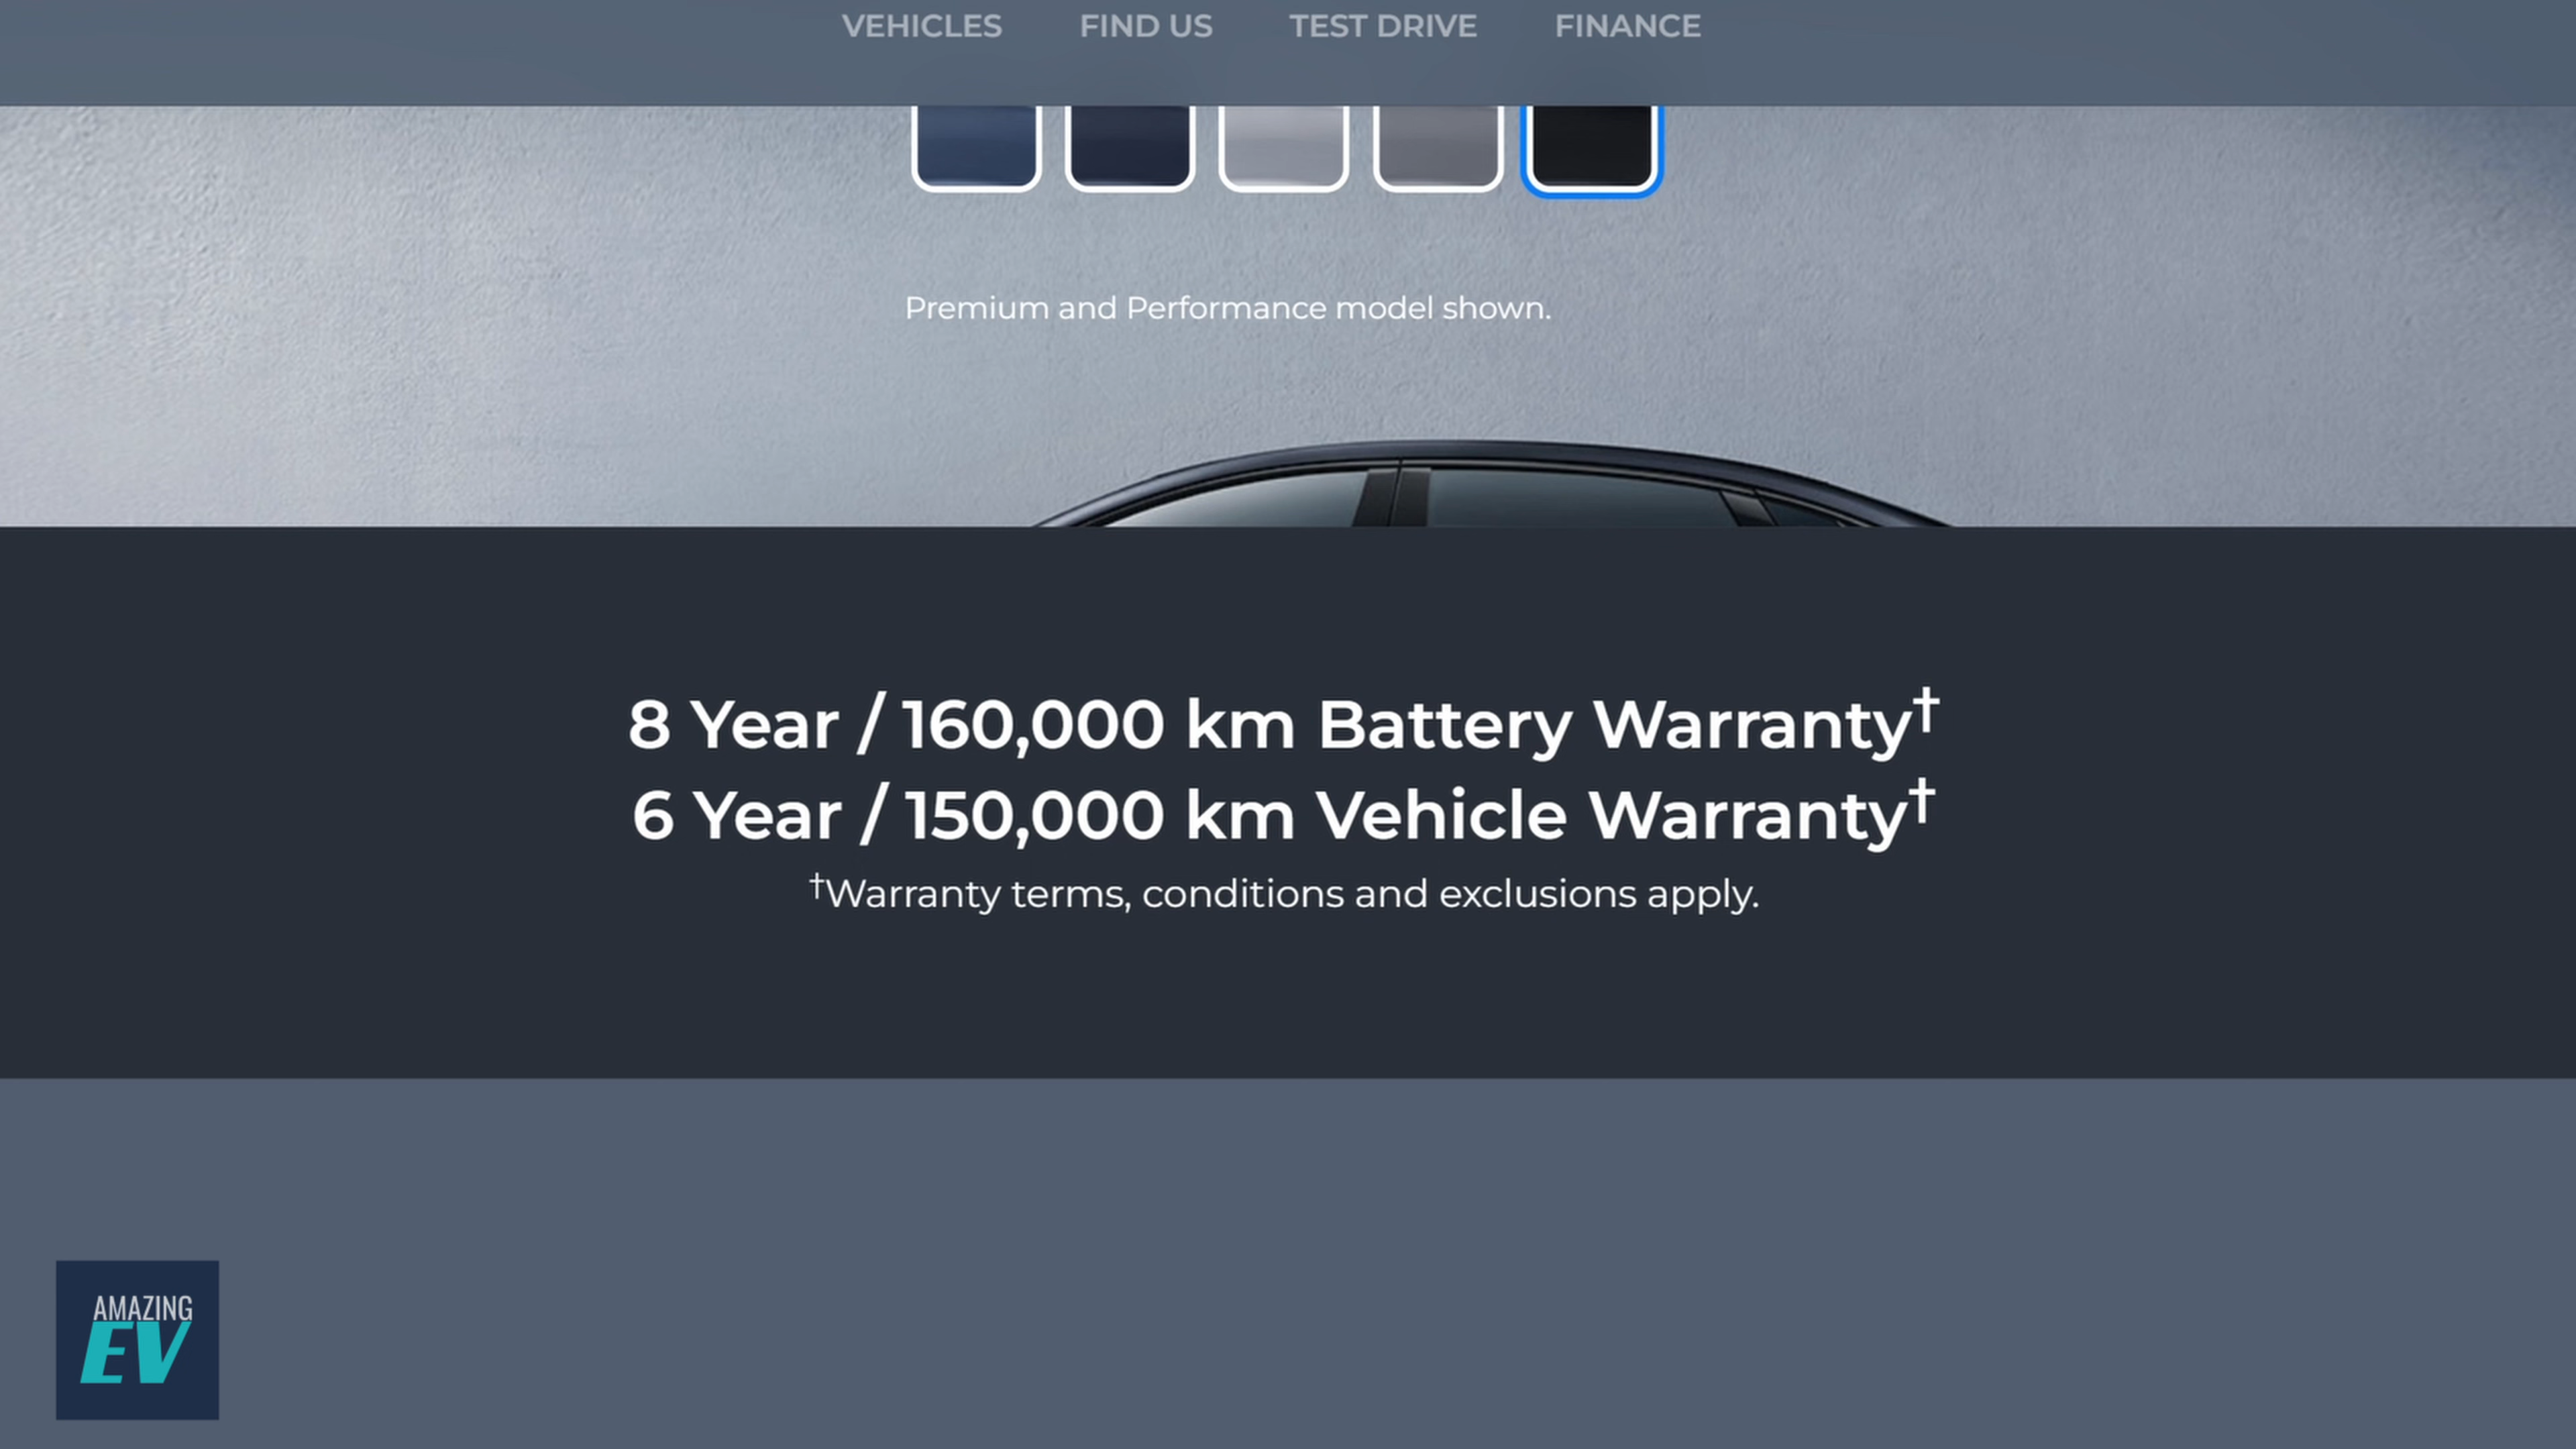 VEHICLES FIND US TEST DRIVE FINANCE
Premium and Performance model shown.
8 Year / 160,000 km Battery Warranty†
6 Year / 150,000 km Vehicle Warranty†
†Warranty terms, conditions and exclusions apply.
AMAZING
EV